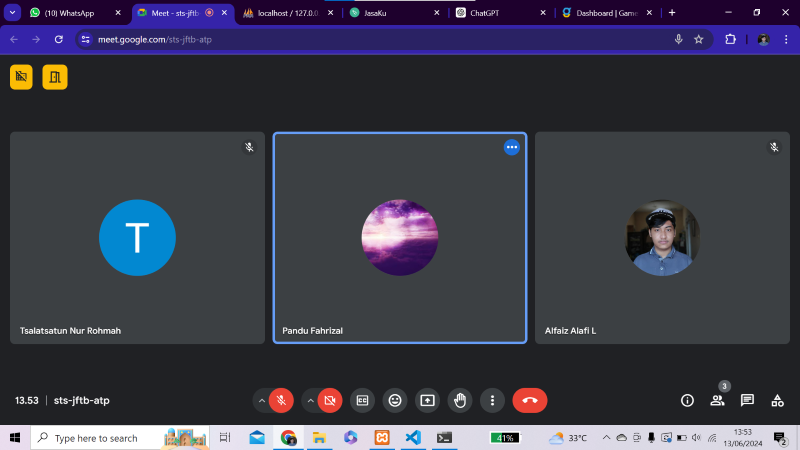 (10) WhatsApp
Meet - sts-jftb
localhost / 127.0.0
JasaKu
ChatGPT
Dashboard | Game
meet.google.com/sts-jftb-atp
T
Tsalatsatun Nur Rohmah
Pandu Fahrizal
Alfaiz Alafi L
13.53 | sts-jftb-atp
CC
3
Type here to search
41%
33°C
13:53
13/06/2024
2